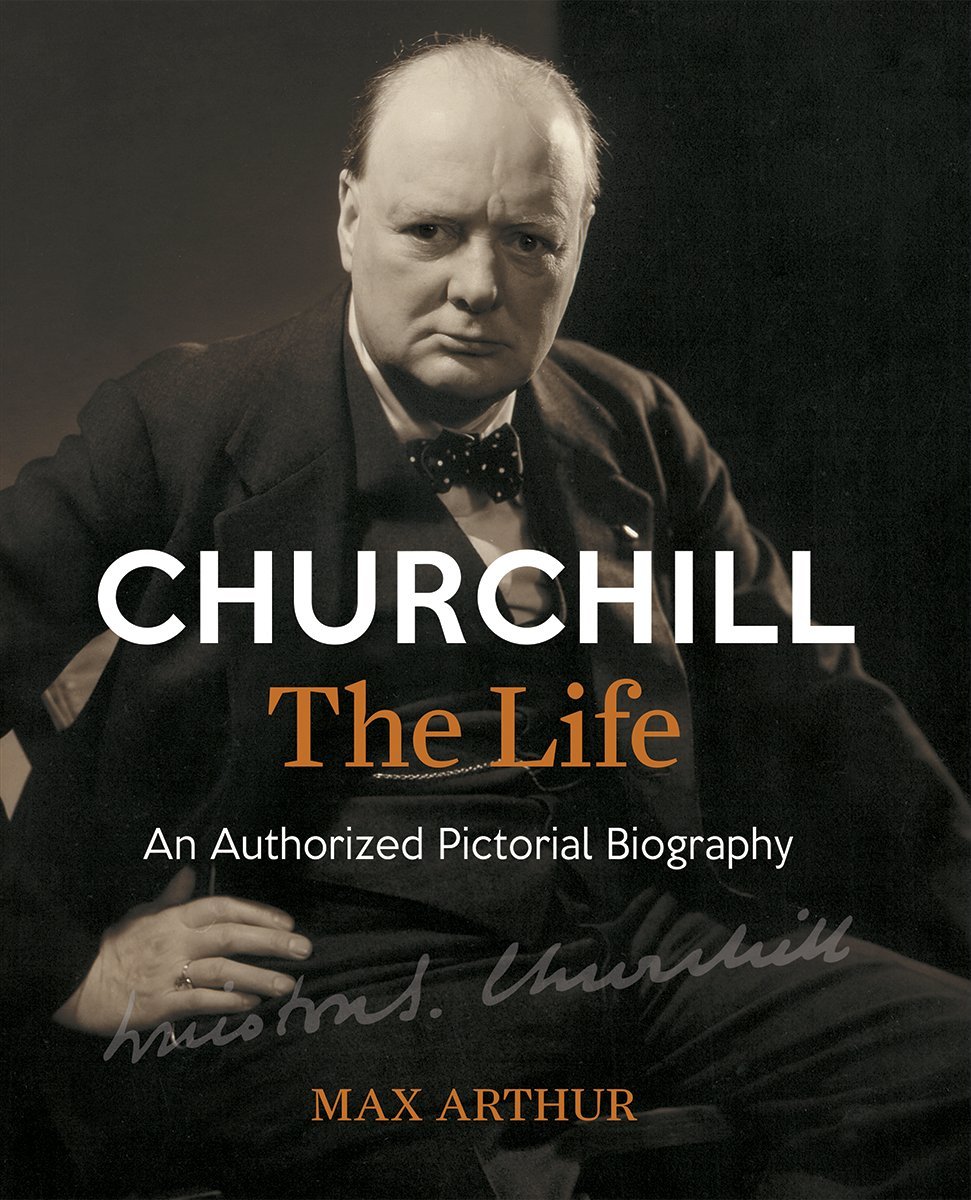 CHURCHILL
The Life
An Authorized Pictorial Biography
Winston S. Churchill
MAX ARTHUR